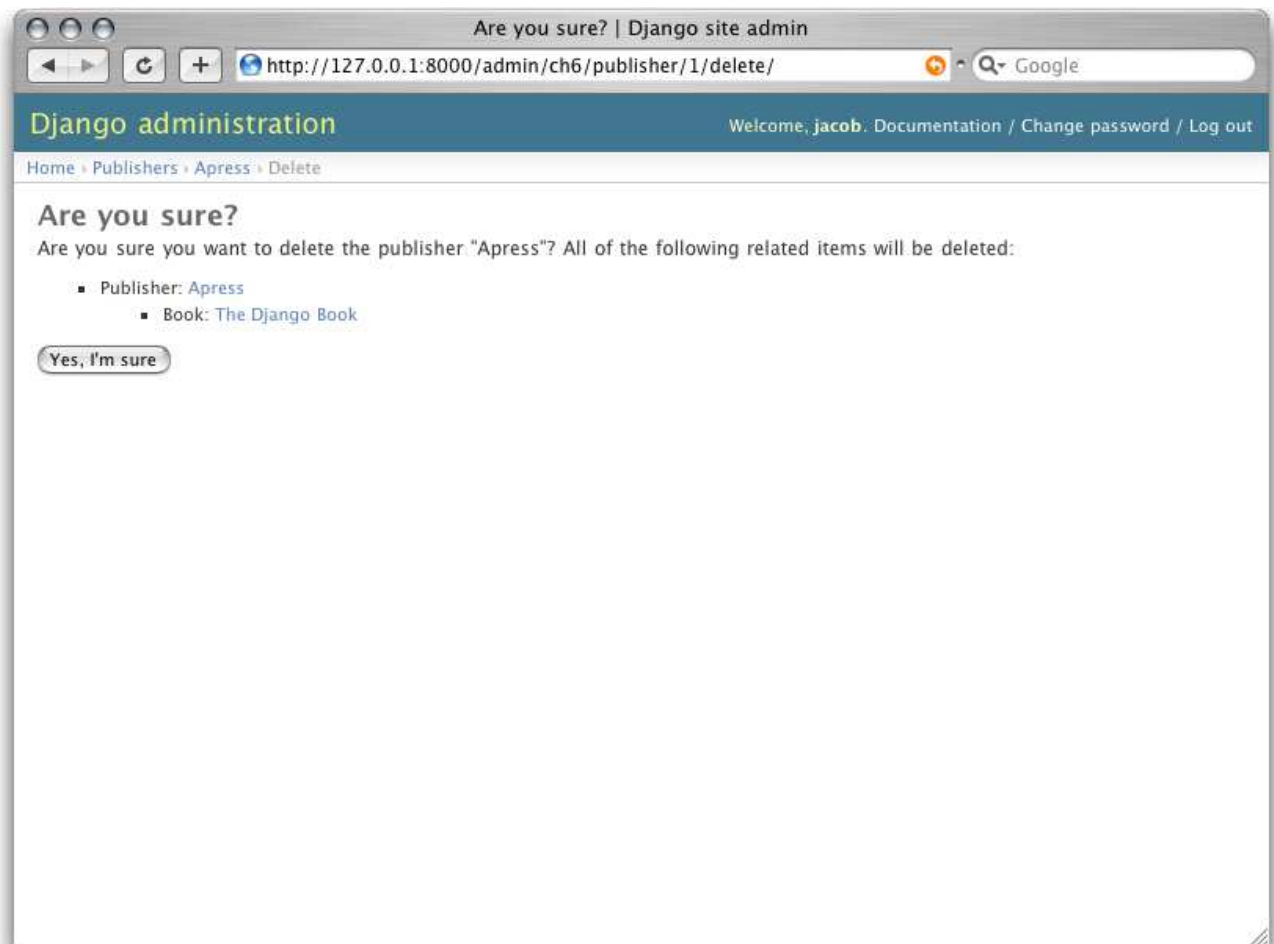 Are you sure? | Django site admin
http://127.0.0.1:8000/admin/ch6/publisher/1/delete/
Google
Django administration
Welcome, jacob. Documentation / Change password / Log out
Home › Publishers › Apress › Delete
Are you sure?
Are you sure you want to delete the publisher "Apress"? All of the following related items will be deleted:
Publisher: Apress
Book: The Django Book
Yes, I'm sure